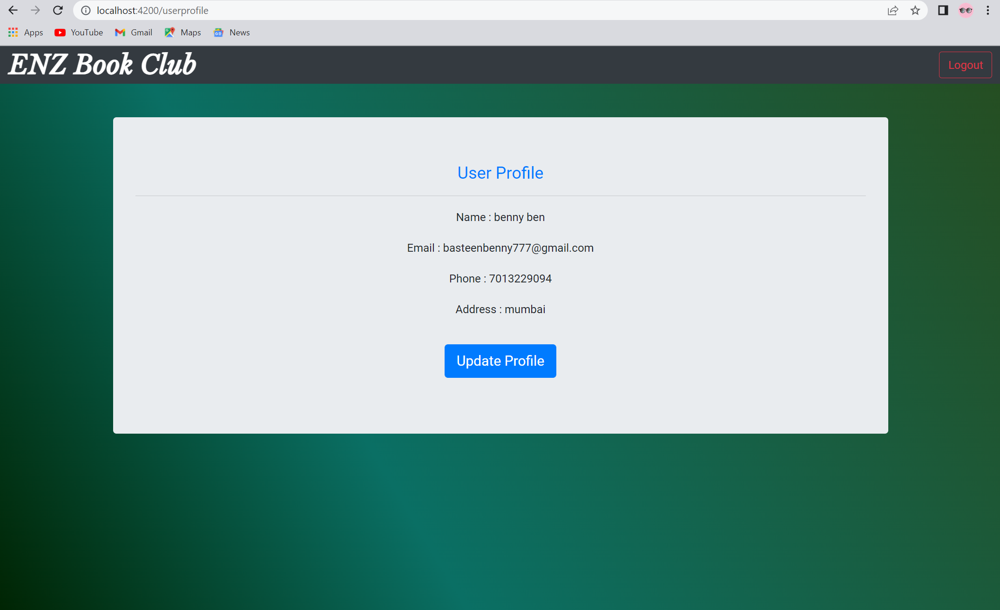 localhost:4200/userprofile
Apps YouTube Gmail Maps News
ENZ Book Club
Logout
User Profile
Name : benny ben
Email : basteenbenny777@gmail.com
Phone : 7013229094
Address : mumbai
Update Profile